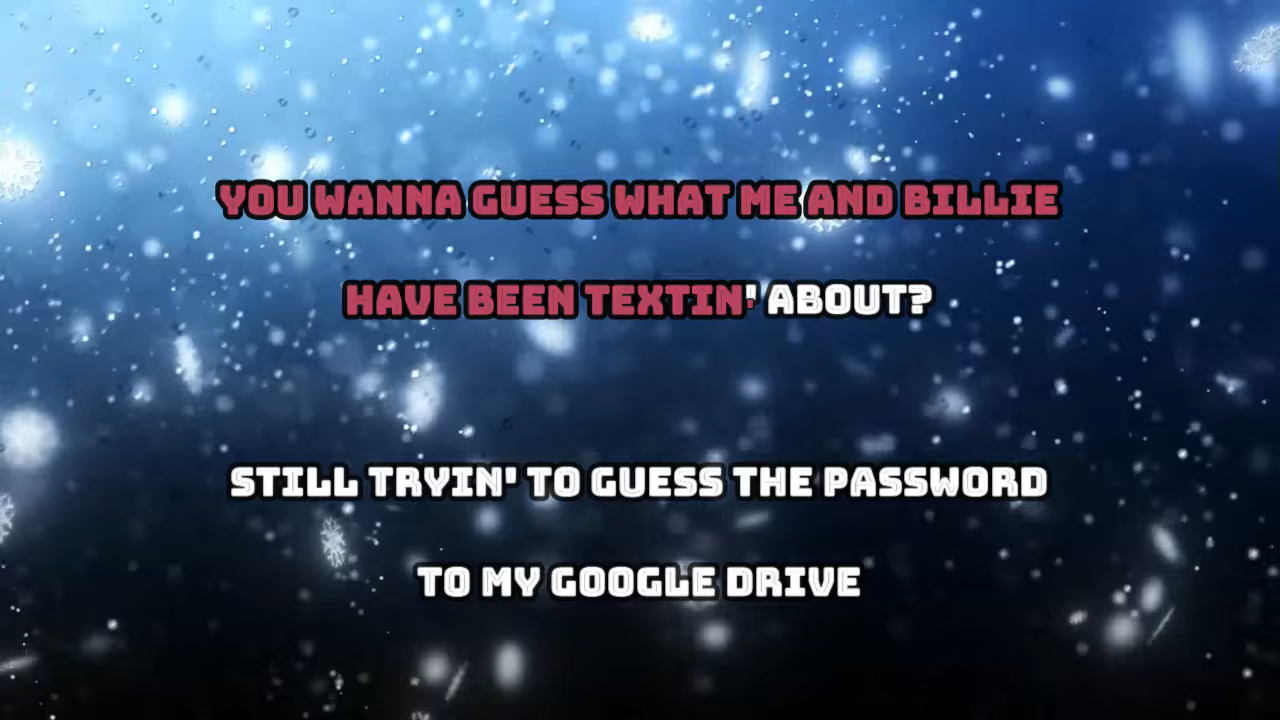 YOU WANNA GUESS WHAT ME AND BILLIE
HAVE BEEN TEXTIN' ABOUT?
STILL TRYIN' TO GUESS THE PASSWORD
TO MY GOOGLE DRIVE